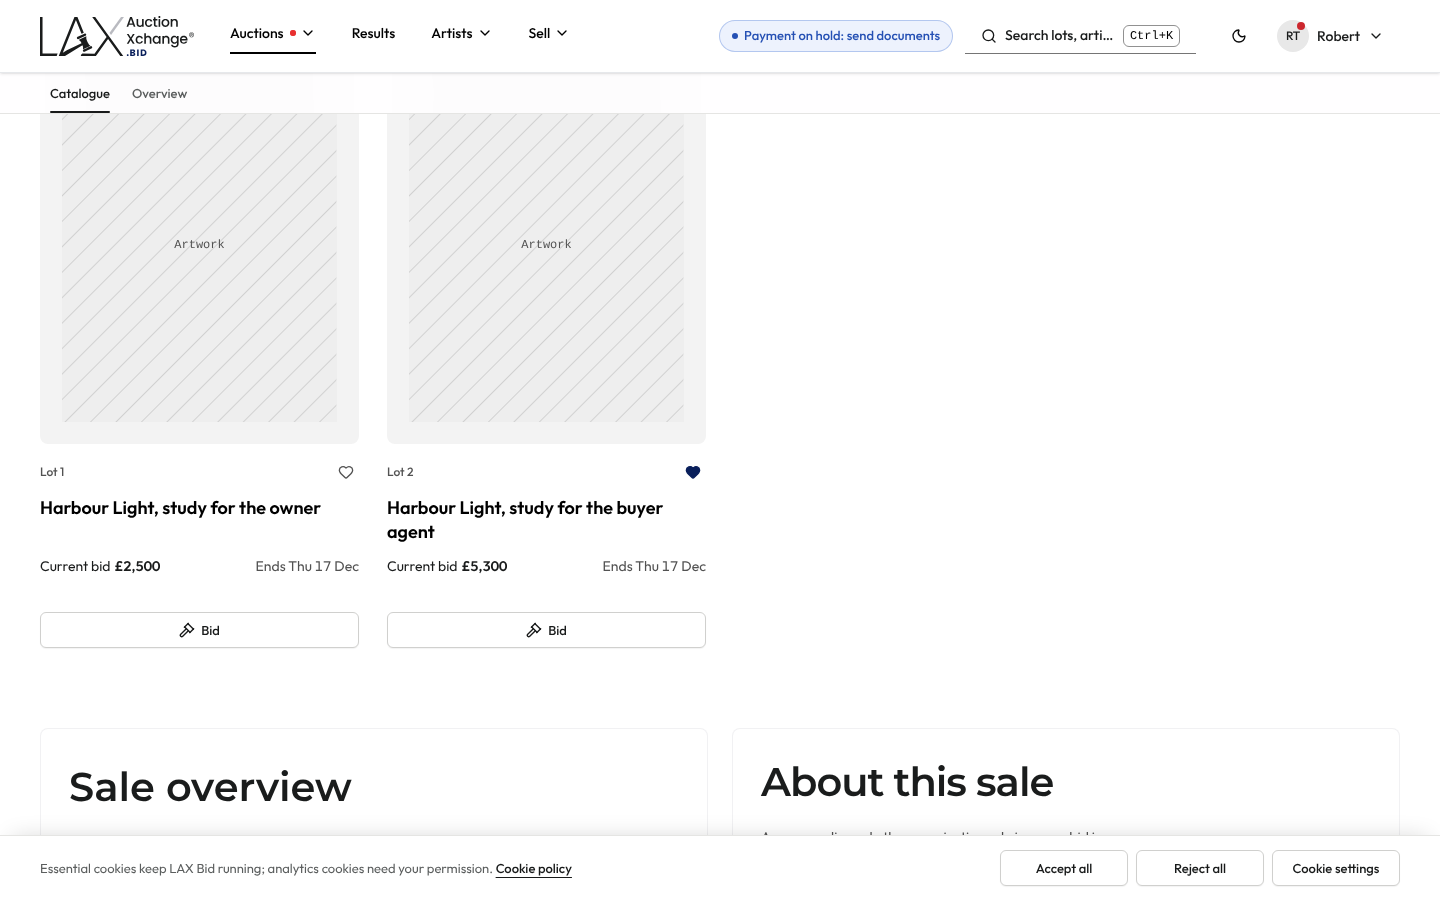 LAX Auction
Xchange®
.BID
Auctions
Results
Artists
Sell
Payment on hold: send documents
Search lots, arti...
Ctrl+K
RT
Robert
Catalogue
Overview
Artwork
Artwork
Lot 1
Lot 2
Harbour Light, study for the owner
Harbour Light, study for the buyer
agent
Current bid £2,500
Ends Thu 17 Dec
Current bid £5,300
Ends Thu 17 Dec
Bid
Bid
Sale overview
About this sale
Essential cookies keep LAX Bid running; analytics cookies need your permission. Cookie policy
Accept all
Reject all
Cookie settings